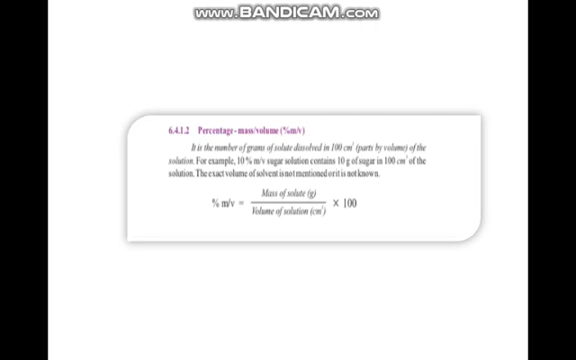 www.BANDICAM.com
6.4.1.2 Percentage - mass/volume (%m/v)
It is the number of grams of solute dissolved in 100 cm³ (parts by volume) of the
solution. For example, 10 % m/v sugar solution contains 10 g of sugar in 100 cm³ of the
solution. The exact volume of solvent is not mentioned or it is not known.
% m/v = Mass of solute (g) / Volume of solution (cm³) × 100